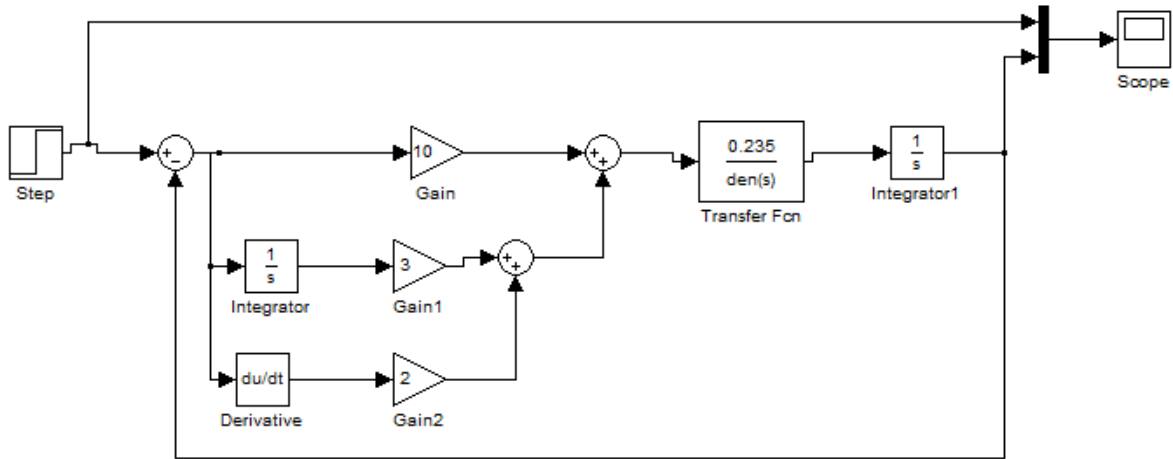 Scope
Step
+
−
10
Gain
+
+
0.235
den(s)
Transfer Fcn
1
s
Integrator1
1
s
Integrator
3
Gain1
+
+
du/dt
Derivative
2
Gain2